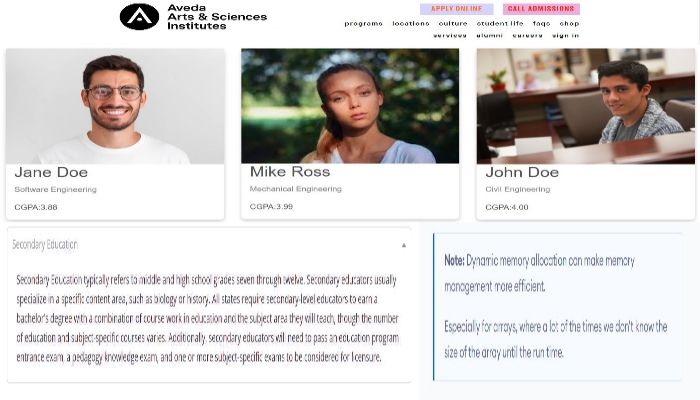 Aveda
Arts & Sciences
Institutes
APPLY ONLINE
CALL ADMISSIONS
programs locations culture student life faqs shop
services alumni careers sign in
Jane Doe
Software Engineering
CGPA:3.88
Mike Ross
Mechanical Engineering
CGPA:3.99
John Doe
Civil Engineering
CGPA:4.00
Secondary Education
Secondary Education typically refers to middle and high school grades seven through twelve. Secondary educators usually
specialize in a specific content area, such as biology or history. All states require secondary-level educators to earn a
bachelor's degree with a combination of course work in education and the subject area they will teach, though the number
of education and subject-specific courses varies. Additionally, secondary educators will need to pass an education program
entrance exam, a pedagogy knowledge exam, and one or more subject-specific exams to be considered for licensure.
Note: Dynamic memory allocation can make memory
management more efficient.
Especially for arrays, where a lot of the times we don't know the
size of the array until the run time.